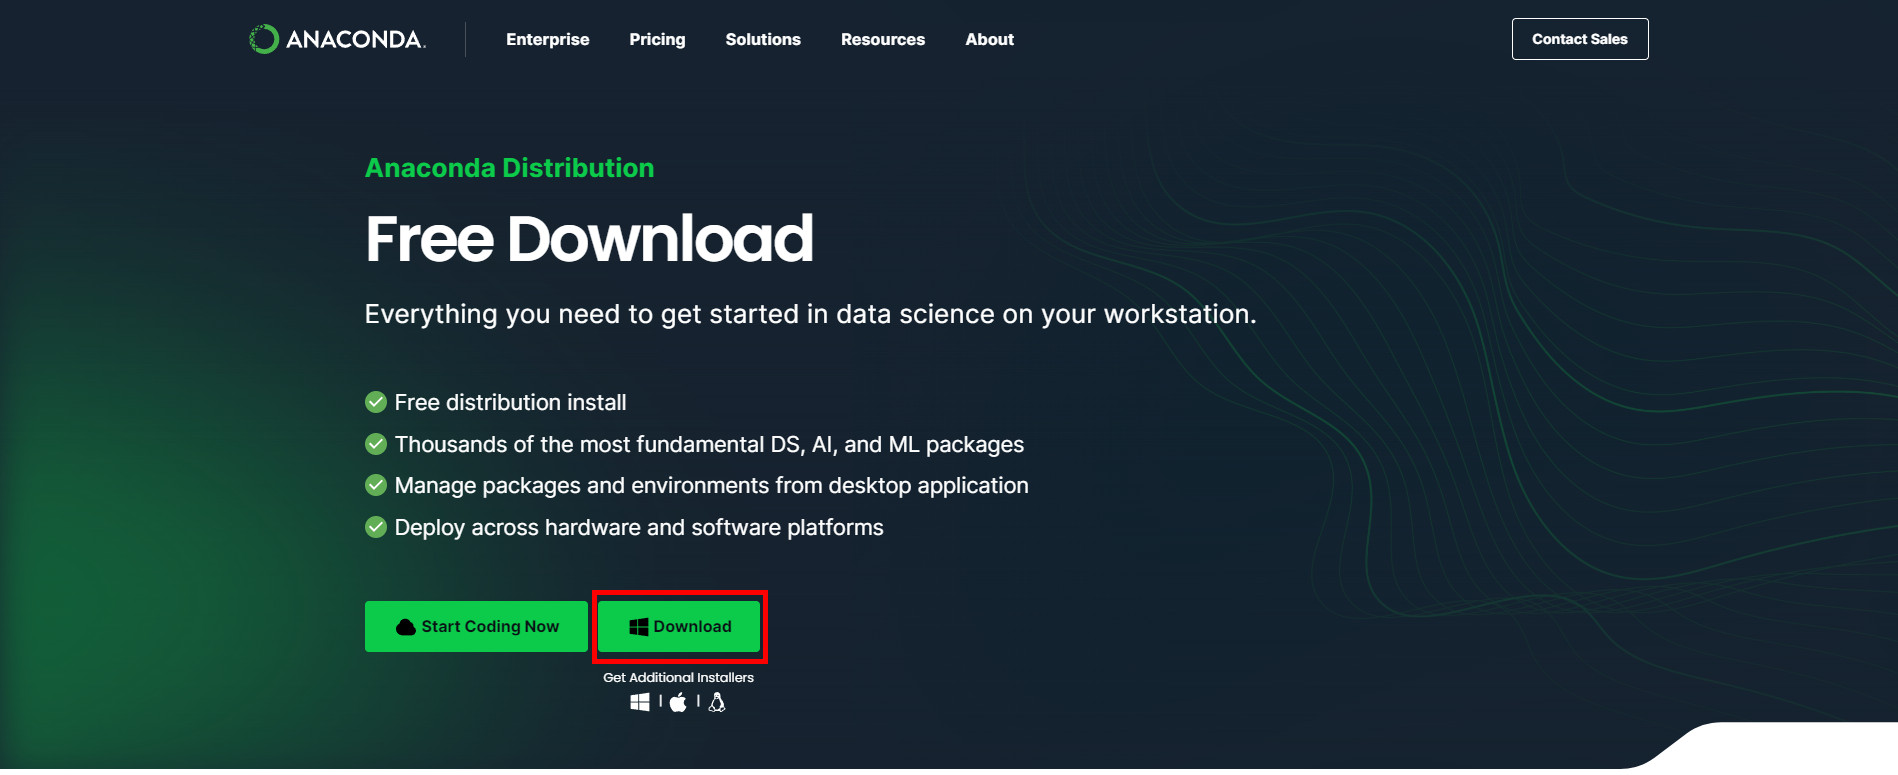 ANACONDA.
Enterprise Pricing Solutions Resources About
Contact Sales
Anaconda Distribution
Free Download
Everything you need to get started in data science on your workstation.
Free distribution install
Thousands of the most fundamental DS, AI, and ML packages
Manage packages and environments from desktop application
Deploy across hardware and software platforms
Start Coding Now
Download
Get Additional Installers